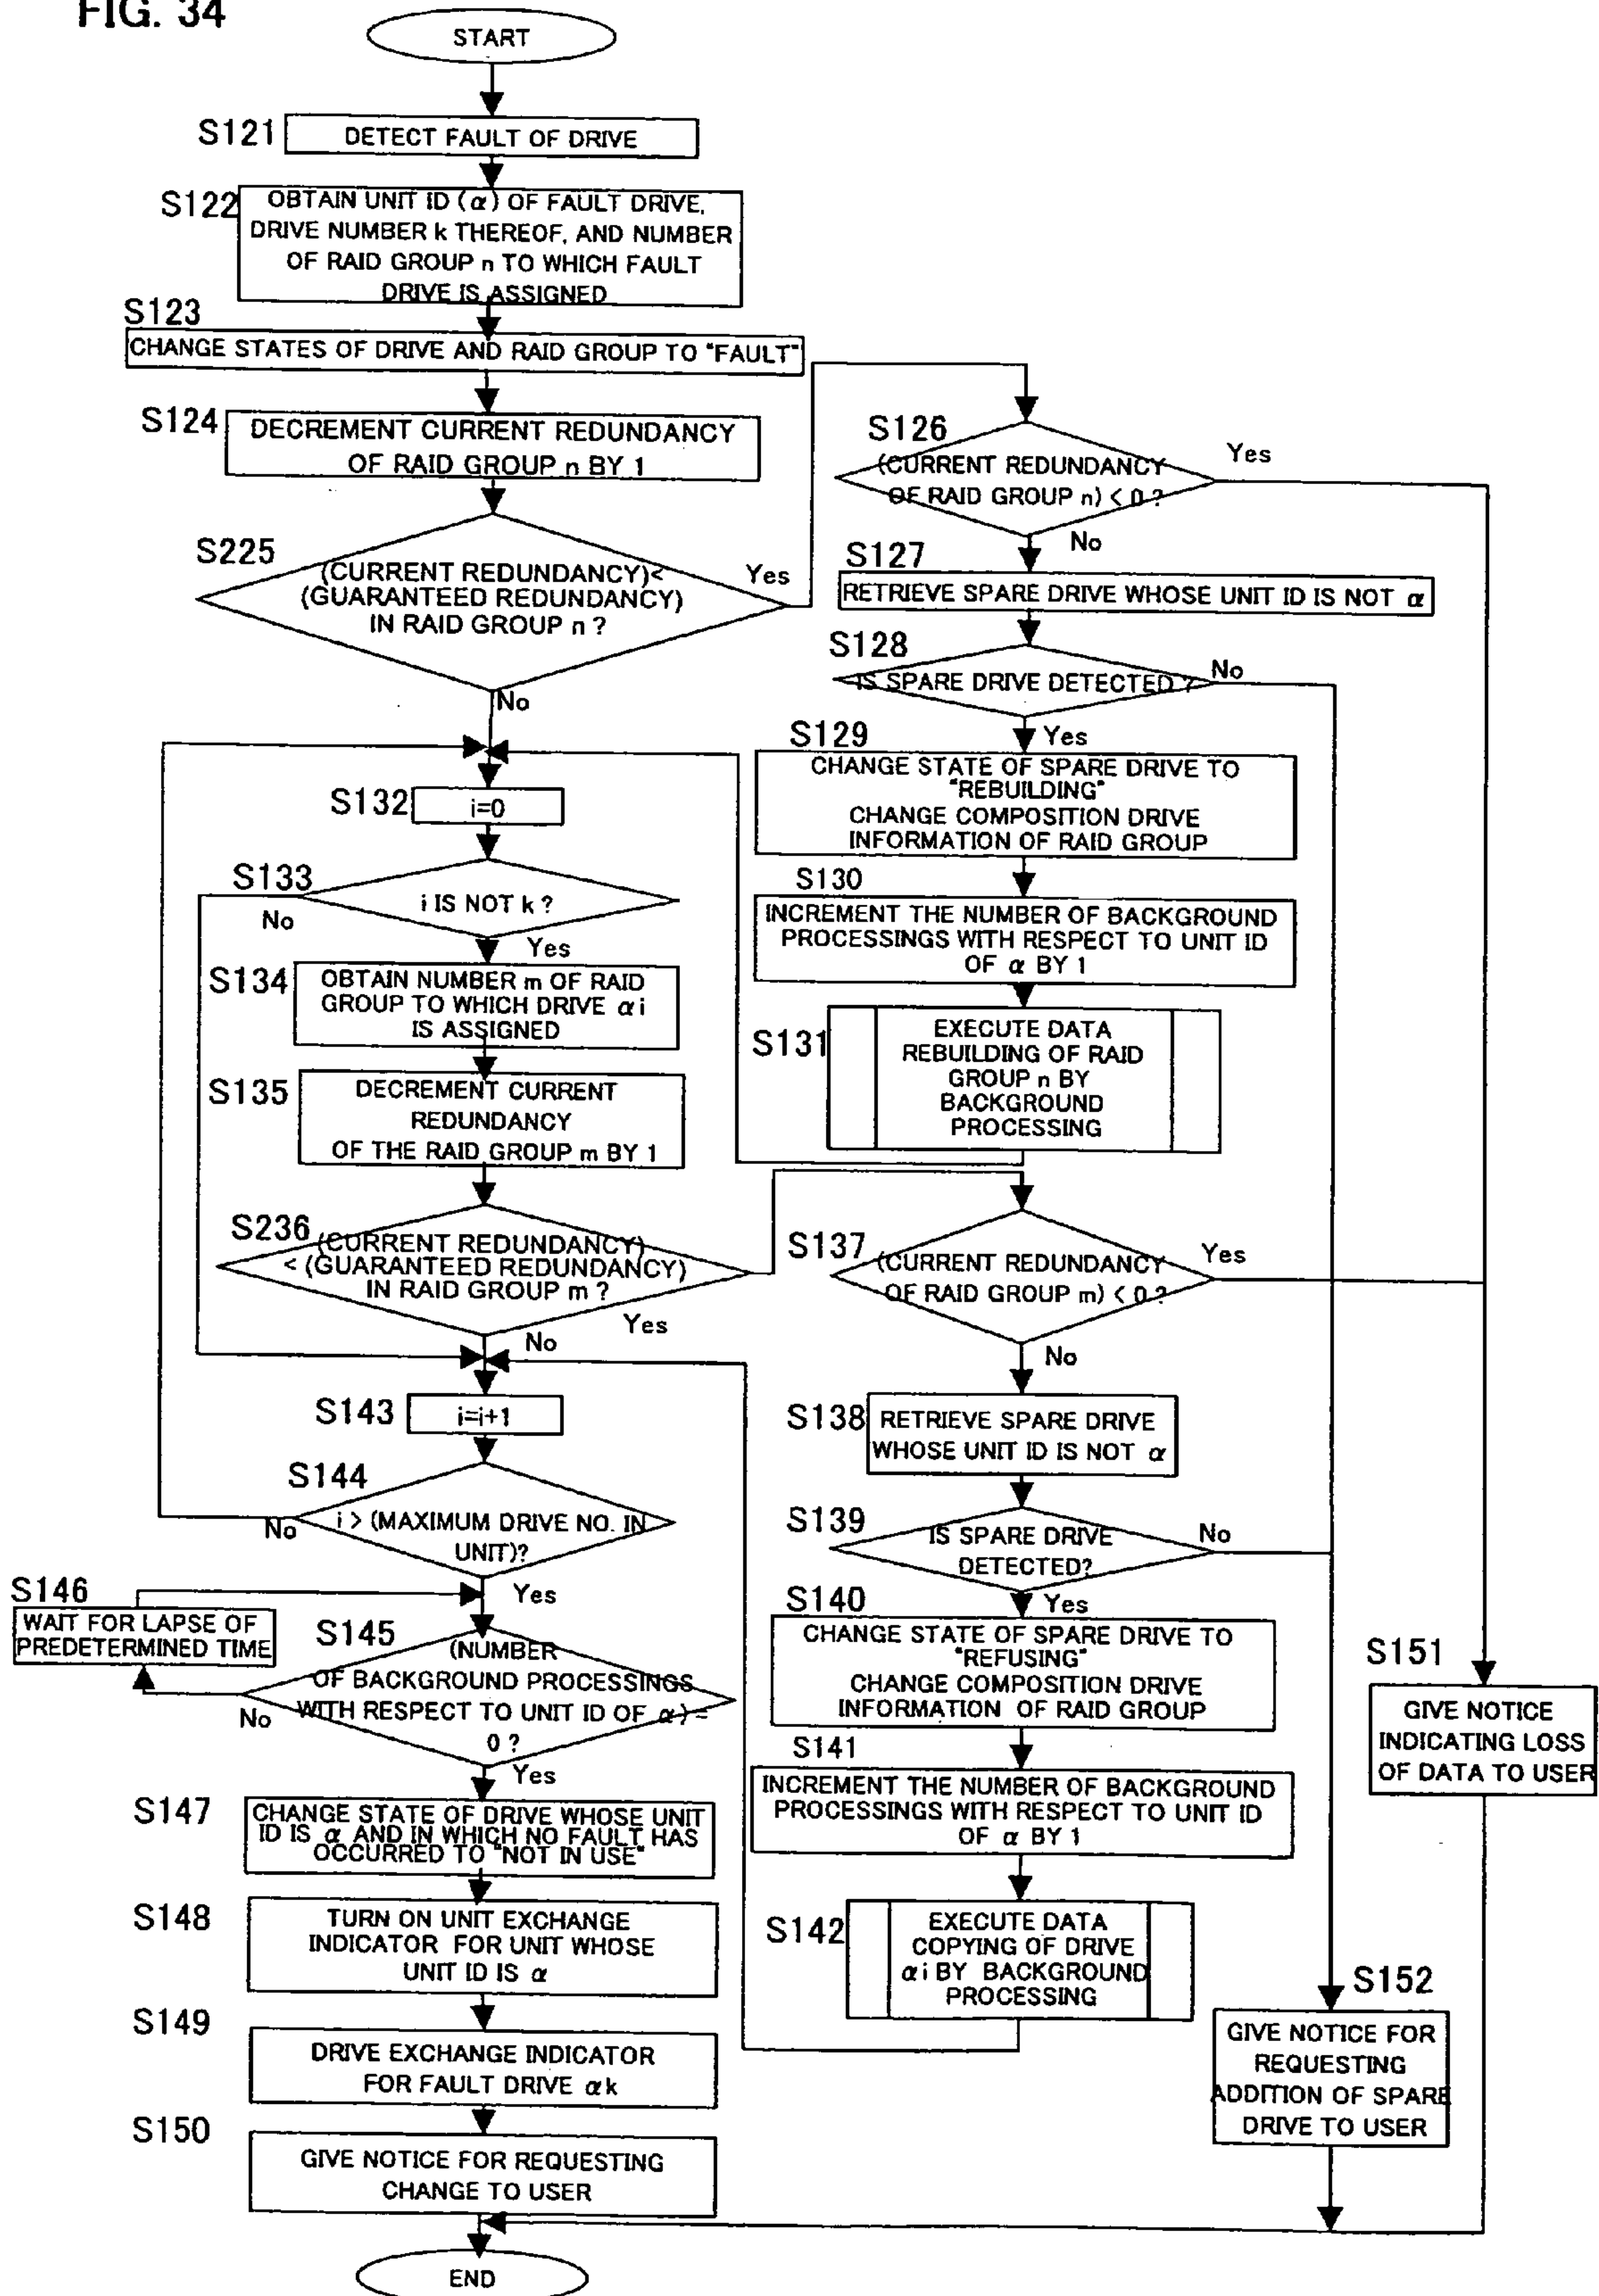 FIG. 34
START
S121
DETECT FAULT OF DRIVE
S122
OBTAIN UNIT ID (α) OF FAULT DRIVE,
DRIVE NUMBER k THEREOF, AND NUMBER
OF RAID GROUP n TO WHICH FAULT
DRIVE IS ASSIGNED
S123
CHANGE STATES OF DRIVE AND RAID GROUP TO "FAULT"
S124
DECREMENT CURRENT REDUNDANCY
OF RAID GROUP n BY 1
S225
(CURRENT REDUNDANCY)<
(GUARANTEED REDUNDANCY)
IN RAID GROUP n ?
Yes
No
S126
(CURRENT REDUNDANCY
OF RAID GROUP n) < 0 ?
Yes
No
S127
RETRIEVE SPARE DRIVE WHOSE UNIT ID IS NOT α
S128
IS SPARE DRIVE DETECTED ?
No
Yes
S129
CHANGE STATE OF SPARE DRIVE TO
"REBUILDING"
CHANGE COMPOSITION DRIVE
INFORMATION OF RAID GROUP
S130
INCREMENT THE NUMBER OF BACKGROUND
PROCESSINGS WITH RESPECT TO UNIT ID
OF α BY 1
S131
EXECUTE DATA
REBUILDING OF RAID
GROUP n BY
BACKGROUND
PROCESSING
S132
i=0
S133
i IS NOT k ?
No
Yes
S134
OBTAIN NUMBER m OF RAID
GROUP TO WHICH DRIVE αi
IS ASSIGNED
S135
DECREMENT CURRENT
REDUNDANCY
OF THE RAID GROUP m BY 1
S236
(CURRENT REDUNDANCY)
< (GUARANTEED REDUNDANCY)
IN RAID GROUP m ?
Yes
No
S137
(CURRENT REDUNDANCY
OF RAID GROUP m) < 0 ?
Yes
No
S138
RETRIEVE SPARE DRIVE
WHOSE UNIT ID IS NOT α
S139
IS SPARE DRIVE
DETECTED?
No
Yes
S140
CHANGE STATE OF SPARE DRIVE TO
"REFUSING"
CHANGE COMPOSITION DRIVE
INFORMATION OF RAID GROUP
S141
INCREMENT THE NUMBER OF BACKGROUND
PROCESSINGS WITH RESPECT TO UNIT ID
OF α BY 1
S142
EXECUTE DATA
COPYING OF DRIVE
αi BY BACKGROUND
PROCESSING
S143
i=i+1
S144
i > (MAXIMUM DRIVE NO. IN
UNIT)?
No
Yes
S146
WAIT FOR LAPSE OF
PREDETERMINED TIME
S145
(NUMBER
OF BACKGROUND PROCESSINGS
WITH RESPECT TO UNIT ID OF α) =
0 ?
No
Yes
S147
CHANGE STATE OF DRIVE WHOSE UNIT
ID IS α AND IN WHICH NO FAULT HAS
OCCURRED TO "NOT IN USE"
S148
TURN ON UNIT EXCHANGE
INDICATOR FOR UNIT WHOSE
UNIT ID IS α
S149
DRIVE EXCHANGE INDICATOR
FOR FAULT DRIVE αk
S150
GIVE NOTICE FOR REQUESTING
CHANGE TO USER
S151
GIVE NOTICE
INDICATING LOSS
OF DATA TO USER
S152
GIVE NOTICE FOR
REQUESTING
ADDITION OF SPARE
DRIVE TO USER
END